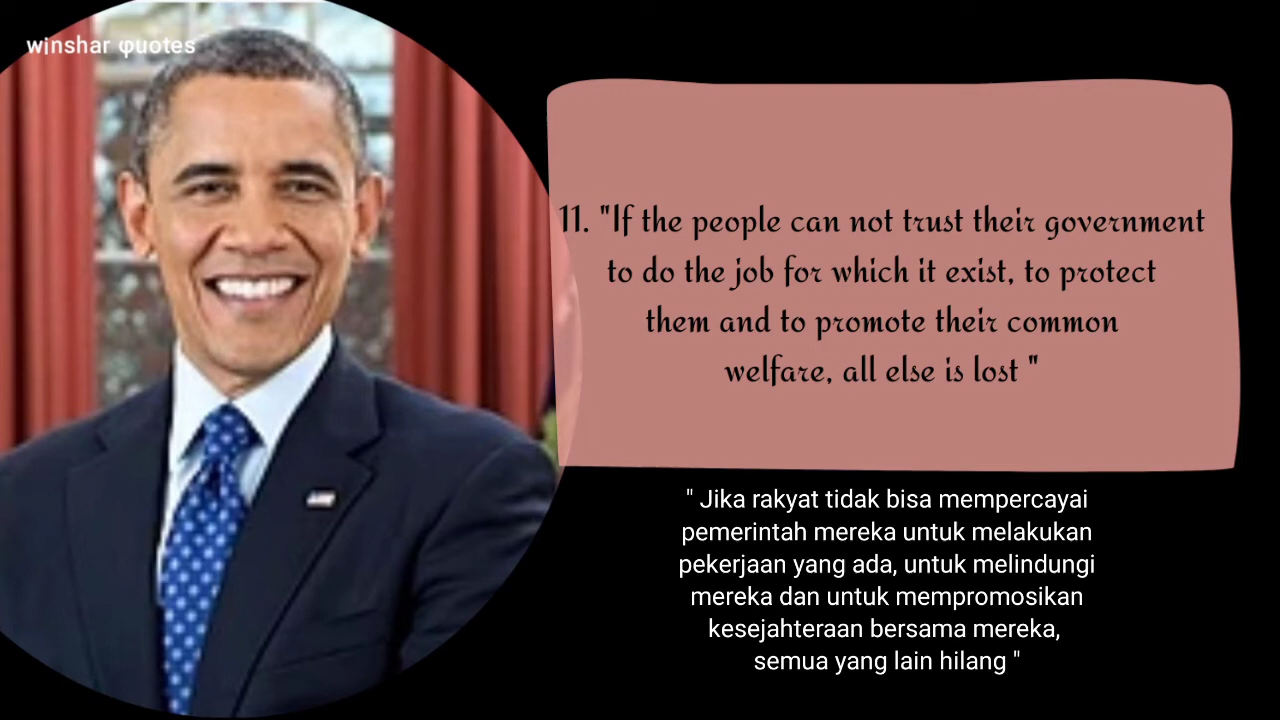 winshar quotes
11. "If the people can not trust their government
to do the job for which it exist, to protect
them and to promote their common
welfare, all else is lost "
" Jika rakyat tidak bisa mempercayai
pemerintah mereka untuk melakukan
pekerjaan yang ada, untuk melindungi
mereka dan untuk mempromosikan
kesejahteraan bersama mereka,
semua yang lain hilang "